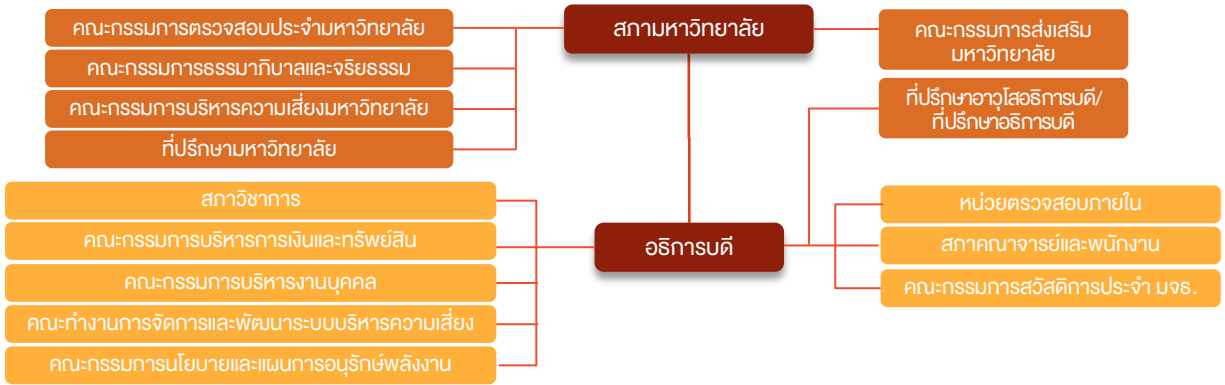 คณะกรรมการตรวจสอบประจำมหาวิทยาลัย
คณะกรรมการธรรมาภิบาลและจริยธรรม
คณะกรรมการบริหารความเสี่ยงมหาวิทยาลัย
ที่ปรึกษามหาวิทยาลัย
สภามหาวิทยาลัย
คณะกรรมการส่งเสริม
มหาวิทยาลัย
ที่ปรึกษาอาวุโสอธิการบดี/
ที่ปรึกษาอธิการบดี
สภาวิชาการ
คณะกรรมการบริหารการเงินและทรัพย์สิน
คณะกรรมการบริหารงานบุคคล
คณะทำงานการจัดการและพัฒนาระบบบริหารความเสี่ยง
คณะกรรมการนโยบายและแผนการอนุรักษ์พลังงาน
อธิการบดี
หน่วยตรวจสอบภายใน
สภาคณาจารย์และพนักงาน
คณะกรรมการสวัสดิการประจำ มจธ.